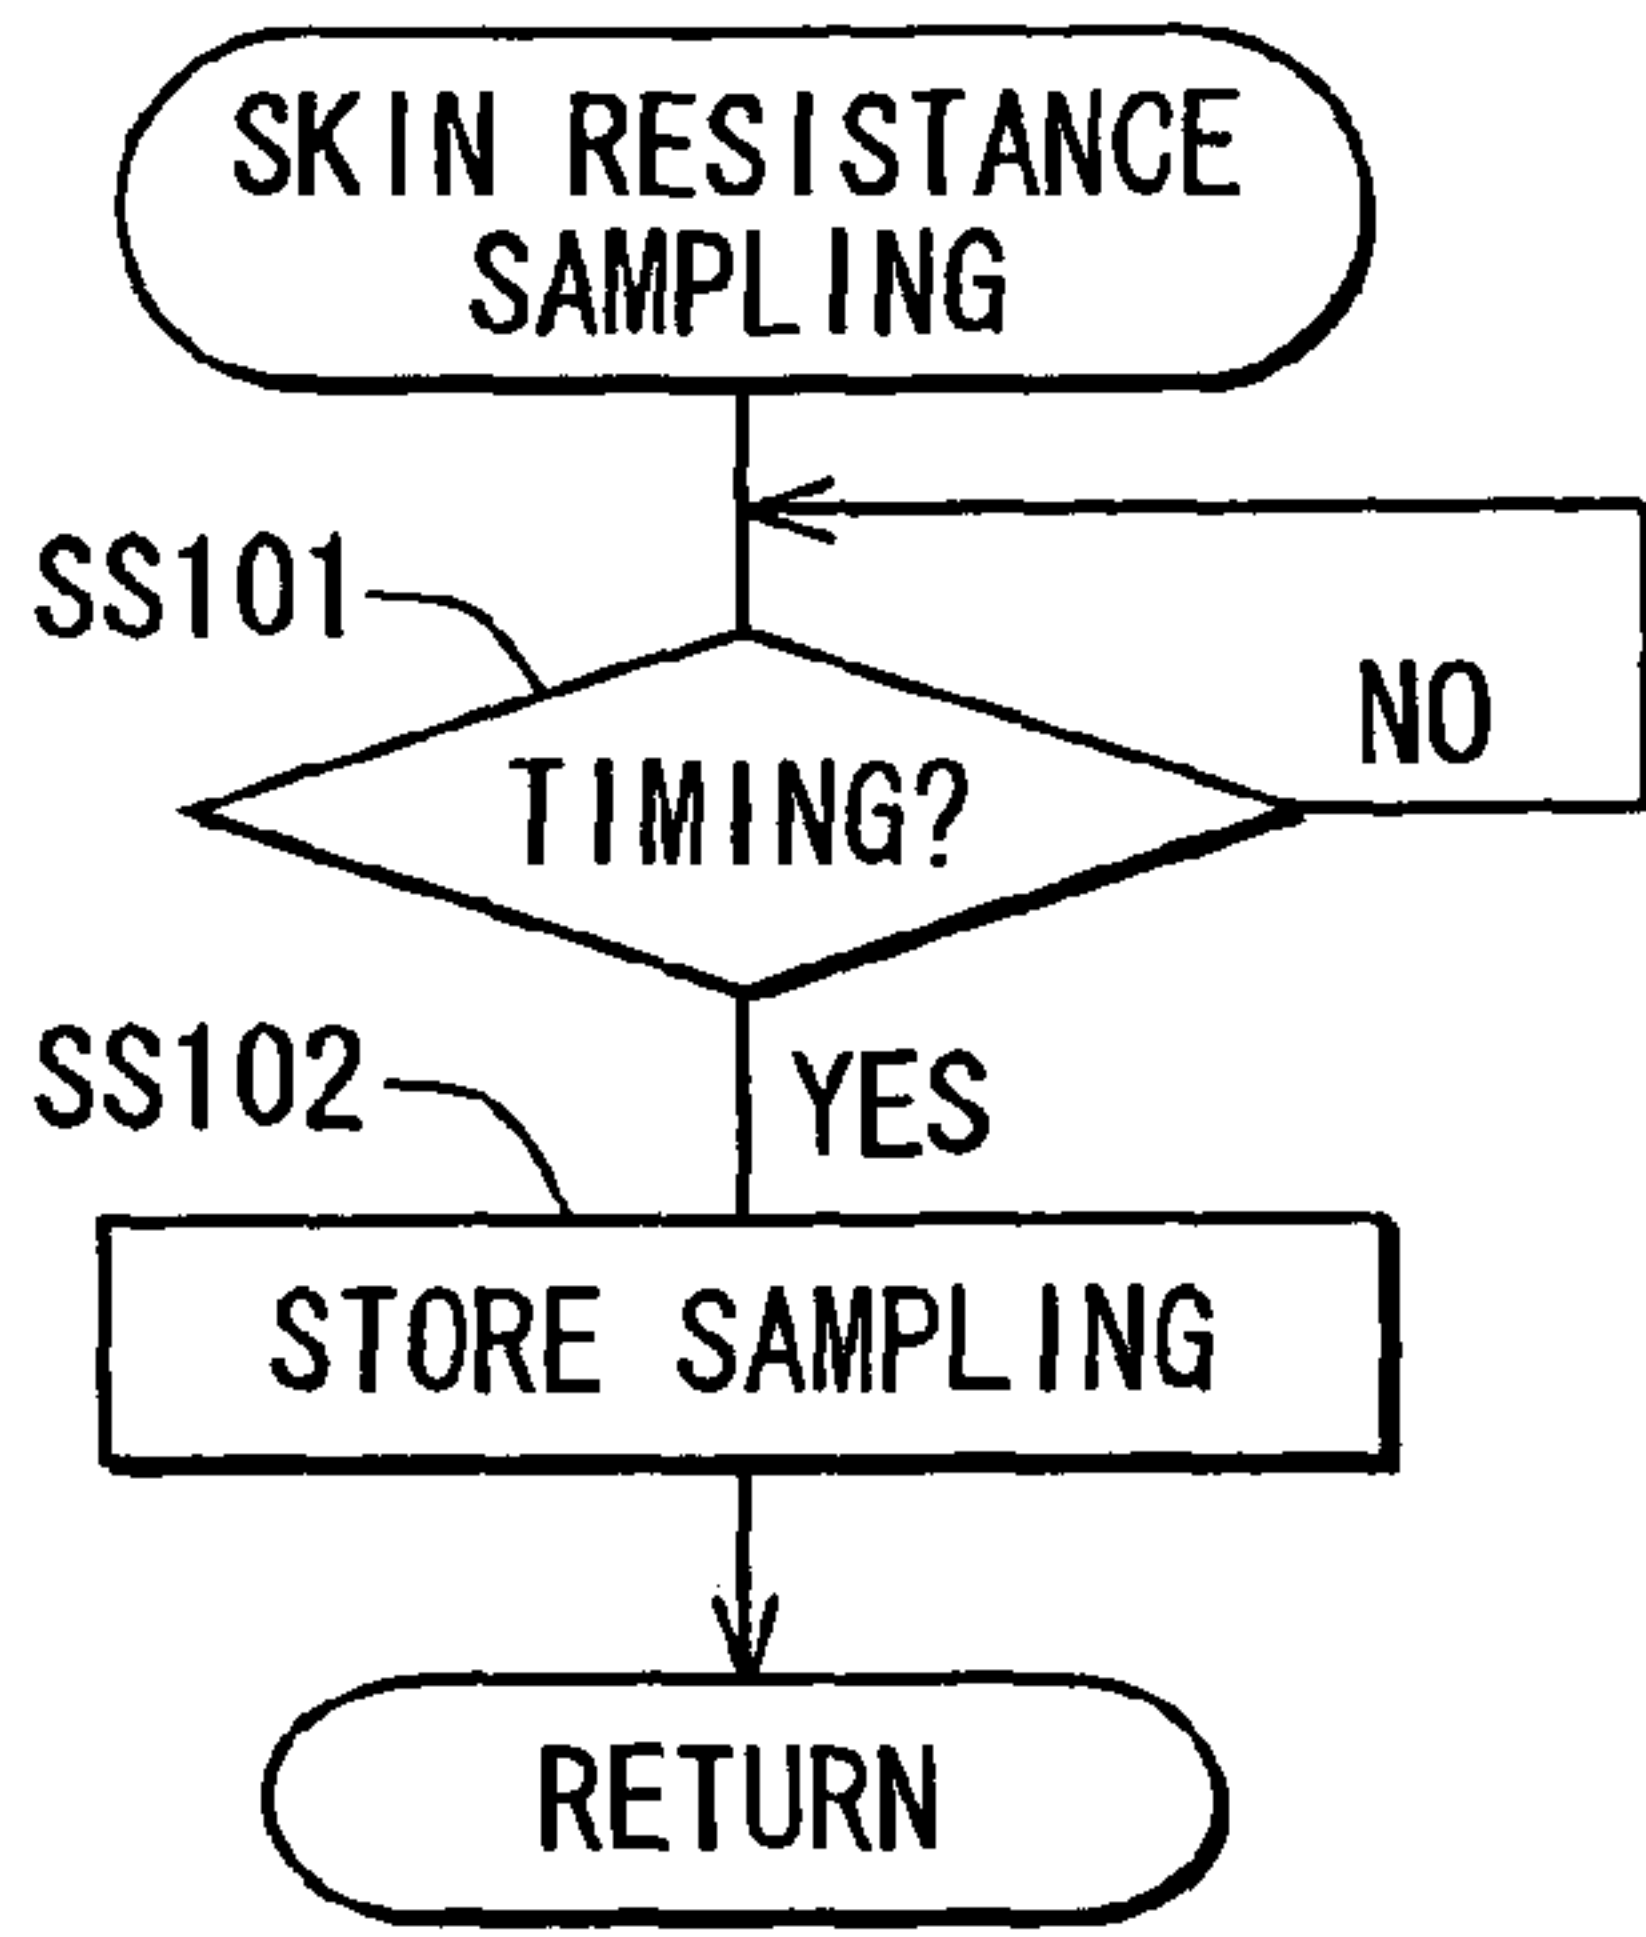 SKIN RESISTANCE
SAMPLING
SS101
NO
TIMING?
SS102
YES
STORE SAMPLING
RETURN